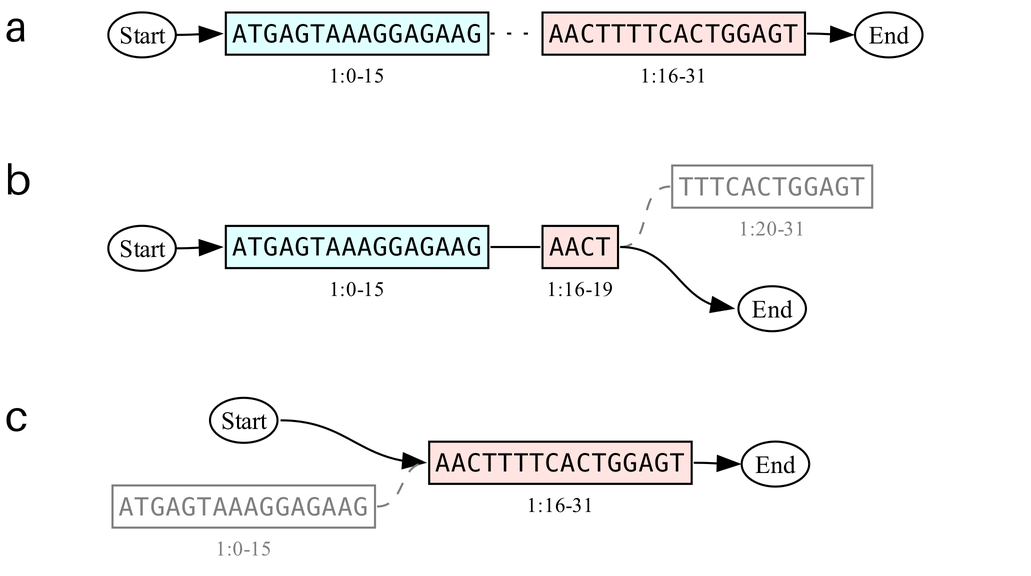 a
Start ATGAGTAAAGGAGAAG AACTTTTCACTGGAGT End
1:0-15 1:16-31
b
TTTCACTGGAGT
1:20-31
Start ATGAGTAAAGGAGAAG AACT
1:0-15 1:16-19
End
c
Start
AACTTTTCACTGGAGT End
1:16-31
ATGAGTAAAGGAGAAG
1:0-15